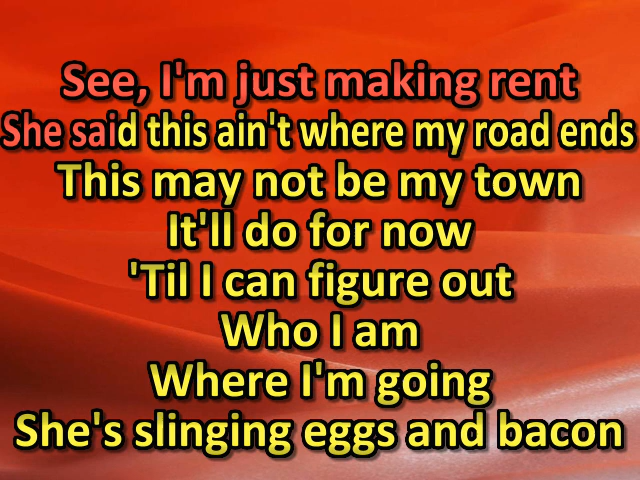 See, I'm just making rent
She said this ain't where my road ends
This may not be my town
It'll do for now
'Til I can figure out
Who I am
Where I'm going
She's slinging eggs and bacon